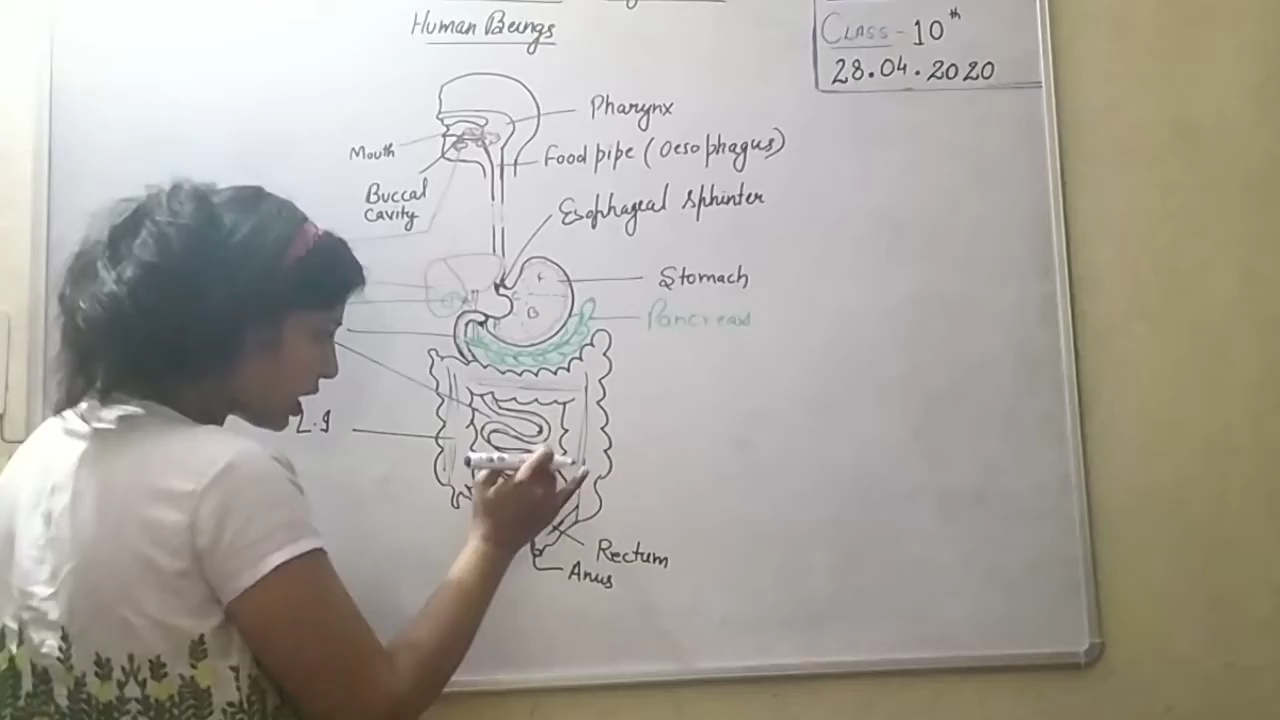 Human Beings
CLASS - 10th
28.04.2020
Pharynx
Mouth
Food pipe (Oesophagus)
Buccal
cavity
Esophageal sphinter
Stomach
Pancreas
L.I
Rectum
Anus